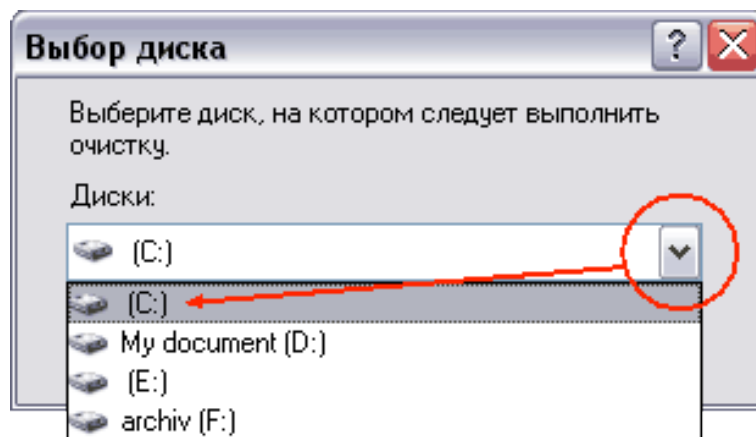 Выбор диска
?
Выберите диск, на котором следует выполнить
очистку.
Диски:
(C:)
(C:)
My document (D:)
(E:)
archiv (F:)